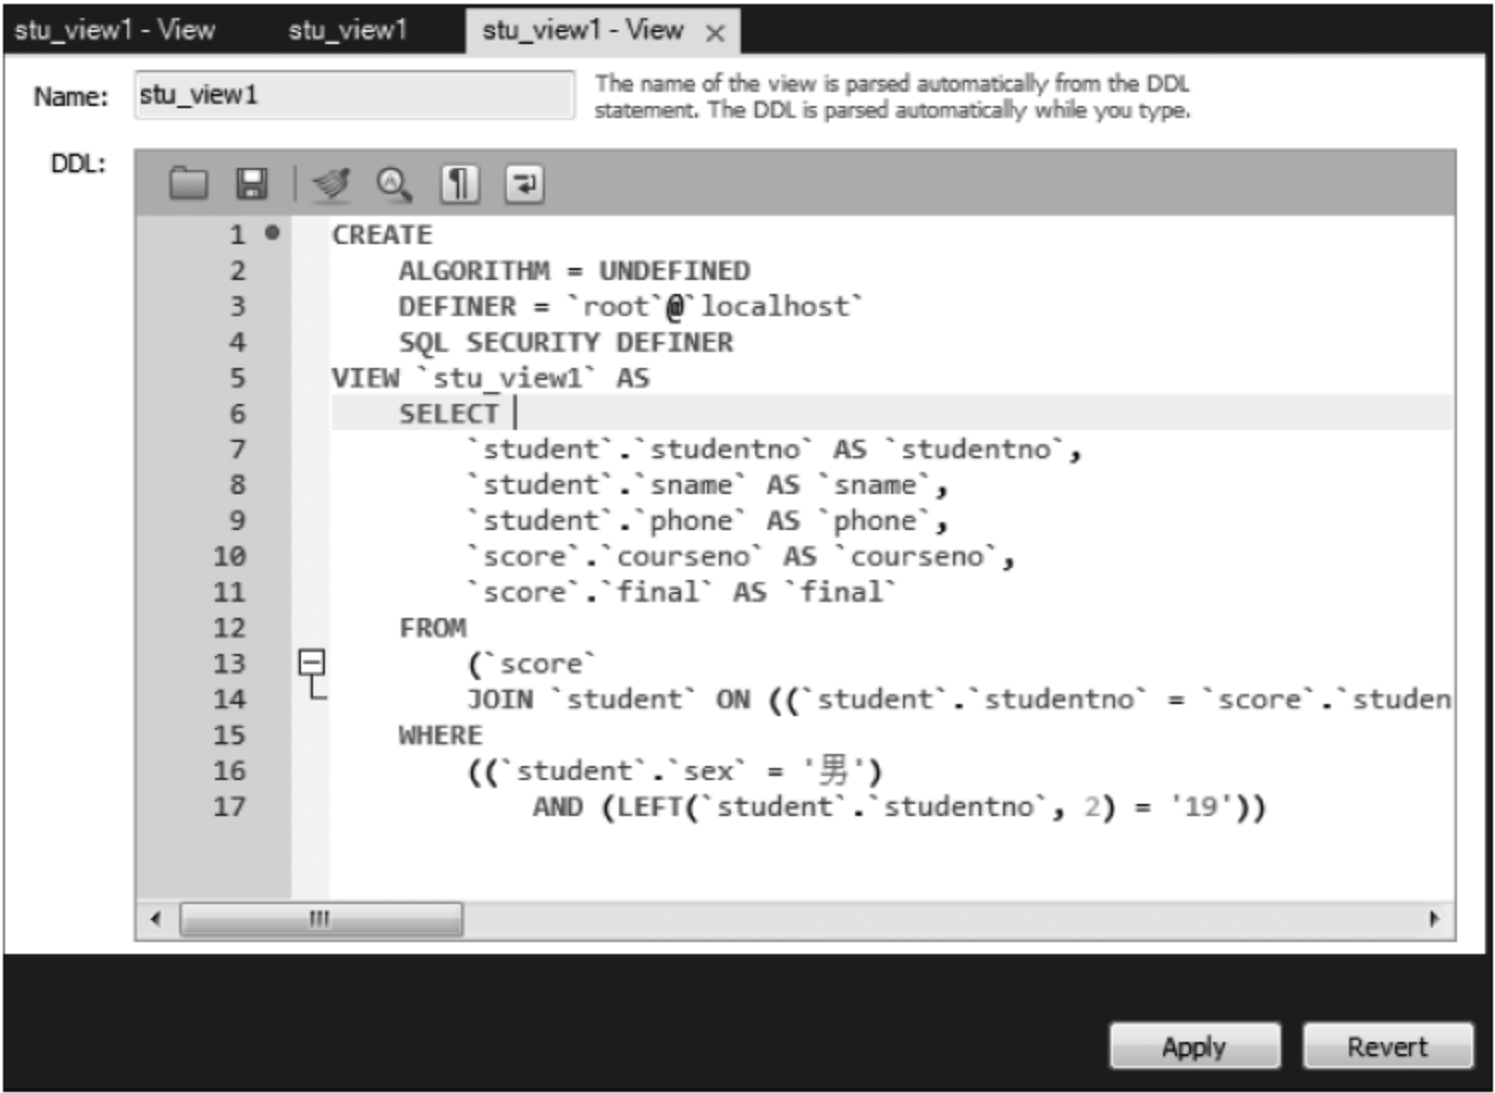 stu_view1 - View stu_view1 stu_view1 - View
Name: stu_view1 The name of the view is parsed automatically from the DDL
statement. The DDL is parsed automatically while you type.
DDL:
1 CREATE
2 ALGORITHM = UNDEFINED
3 DEFINER = `root`@`localhost`
4 SQL SECURITY DEFINER
5 VIEW `stu_view1` AS
6 SELECT
7 `student`.`studentno` AS `studentno`,
8 `student`.`sname` AS `sname`,
9 `student`.`phone` AS `phone`,
10 `score`.`courseno` AS `courseno`,
11 `score`.`final` AS `final`
12 FROM
13 (`score`
14 JOIN `student` ON ((`student`.`studentno` = `score`.`studen
15 WHERE
16 ((`student`.`sex` = '男')
17 AND (LEFT(`student`.`studentno`, 2) = '19'))
Apply Revert